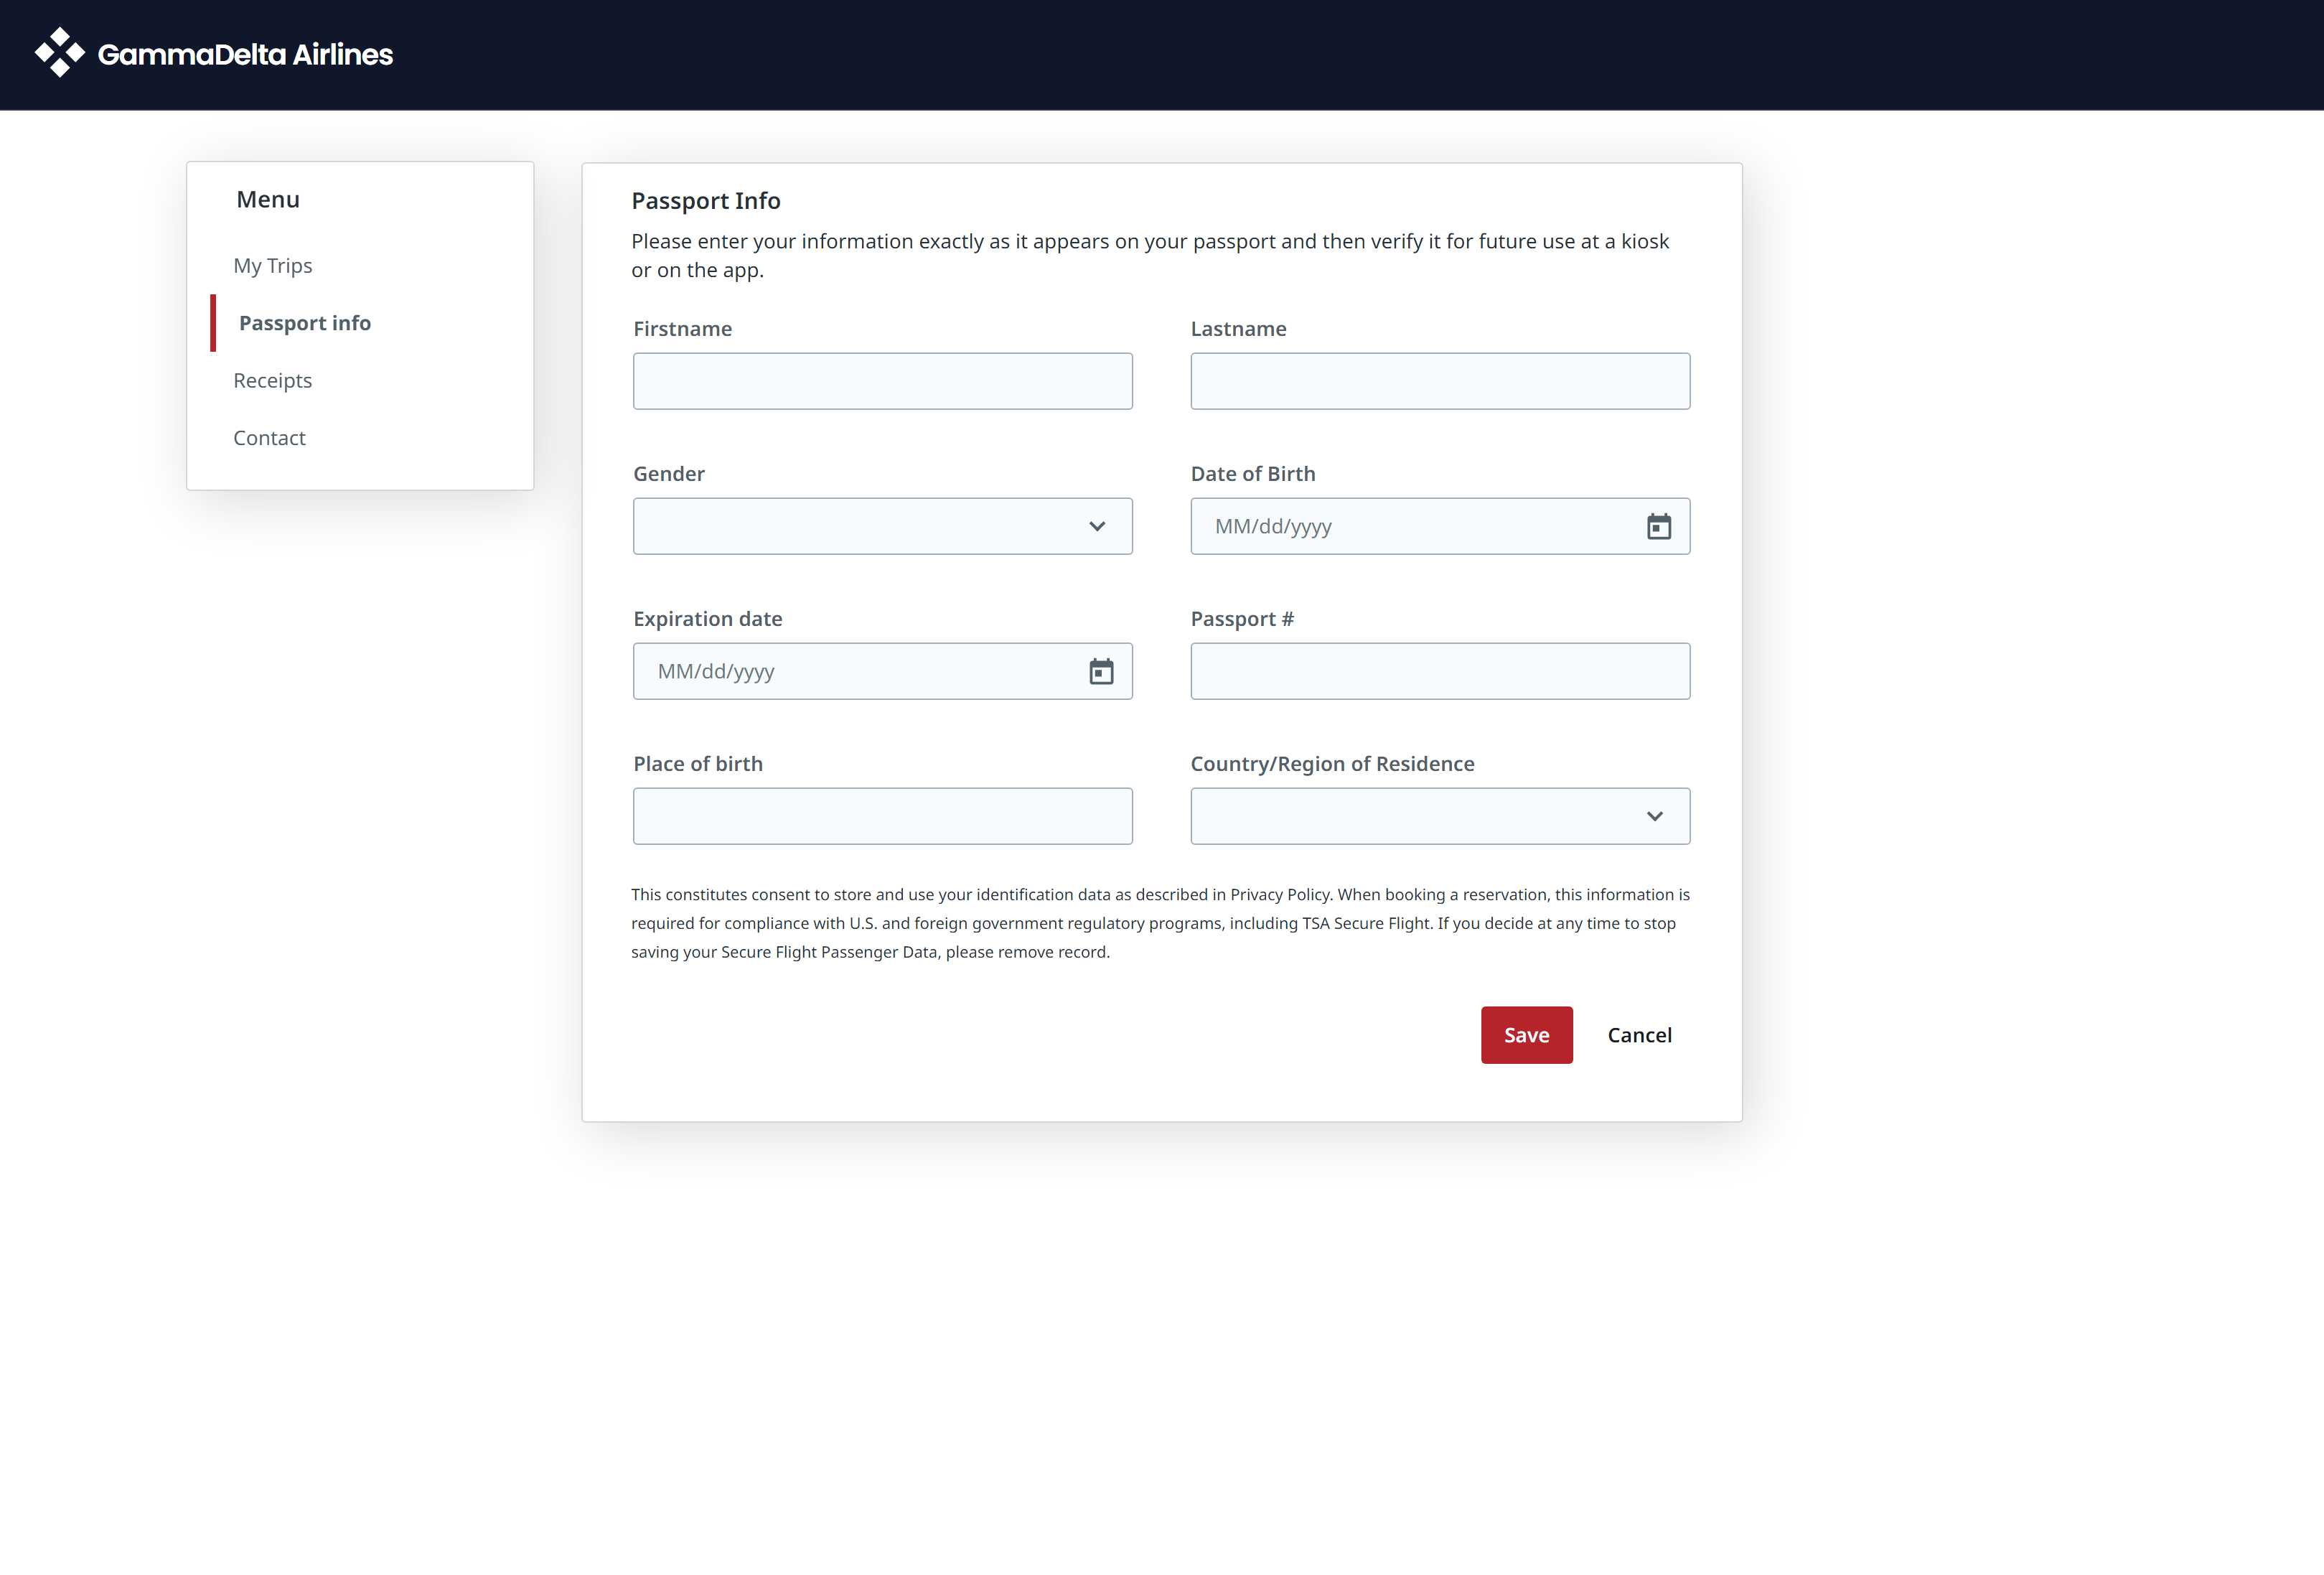 GammaDelta Airlines
Menu
My Trips
Passport info
Receipts
Contact
Passport Info
Please enter your information exactly as it appears on your passport and then verify it for future use at a kiosk
or on the app.
Firstname
Lastname
Gender
Date of Birth
MM/dd/yyyy
Expiration date
Passport #
MM/dd/yyyy
Place of birth
Country/Region of Residence
This constitutes consent to store and use your identification data as described in Privacy Policy. When booking a reservation, this information is
required for compliance with U.S. and foreign government regulatory programs, including TSA Secure Flight. If you decide at any time to stop
saving your Secure Flight Passenger Data, please remove record.
Save
Cancel